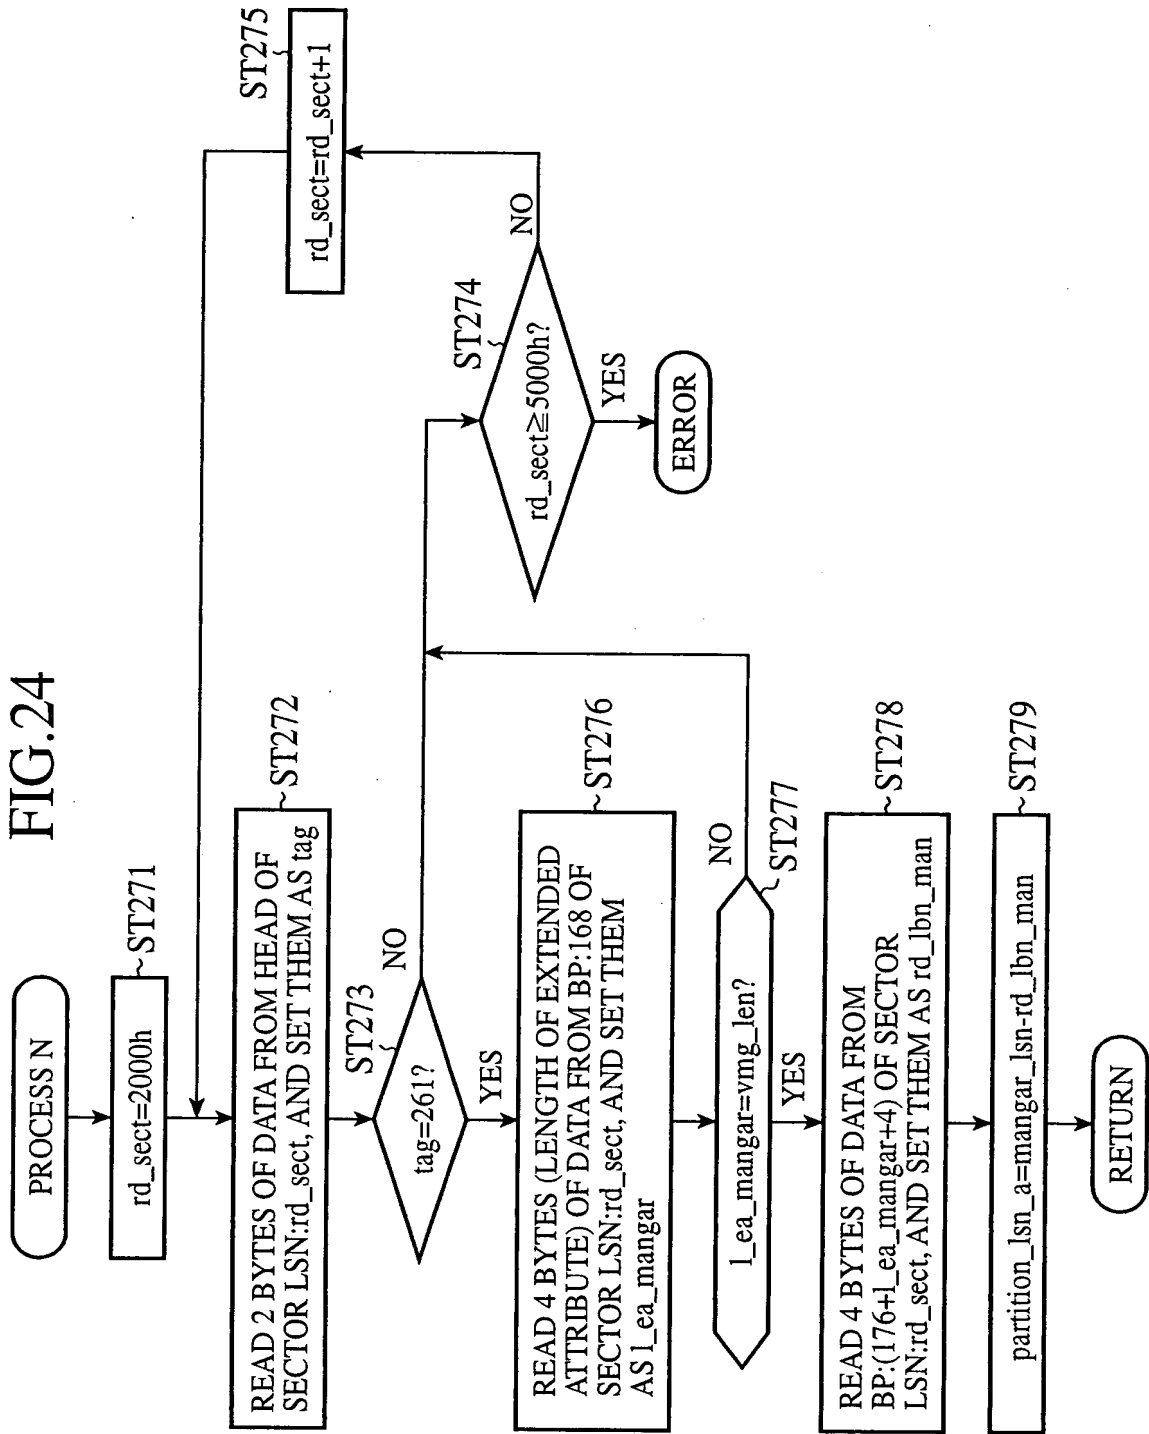 FIG.24
PROCESS N
ST271
rd_sect=2000h
ST272
READ 2 BYTES OF DATA FROM HEAD OF
SECTOR LSN:rd_sect, AND SET THEM AS tag
ST273
tag=261?
NO
YES
ST274
rd_sect≧5000h?
NO
YES
ERROR
ST275
rd_sect=rd_sect+1
ST276
READ 4 BYTES (LENGTH OF EXTENDED
ATTRIBUTE) OF DATA FROM BP:168 OF
SECTOR LSN:rd_sect, AND SET THEM
AS l_ea_mangar
ST277
l_ea_mangar=vmg_len?
NO
YES
ST278
READ 4 BYTES OF DATA FROM
BP:(176+l_ea_mangar+4) OF SECTOR
LSN:rd_sect, AND SET THEM AS rd_lbn_man
ST279
partition_lsn_a=mangar_lsn-rd_lbn_man
RETURN